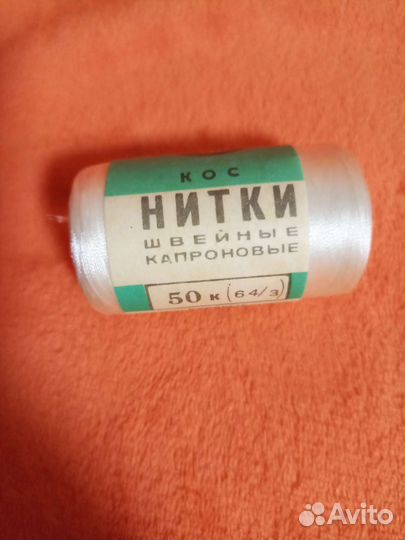 КОС
НИТКИ
ШВЕЙНЫЕ
КАПРОНОВЫЕ
50 к (64/3)
Avito